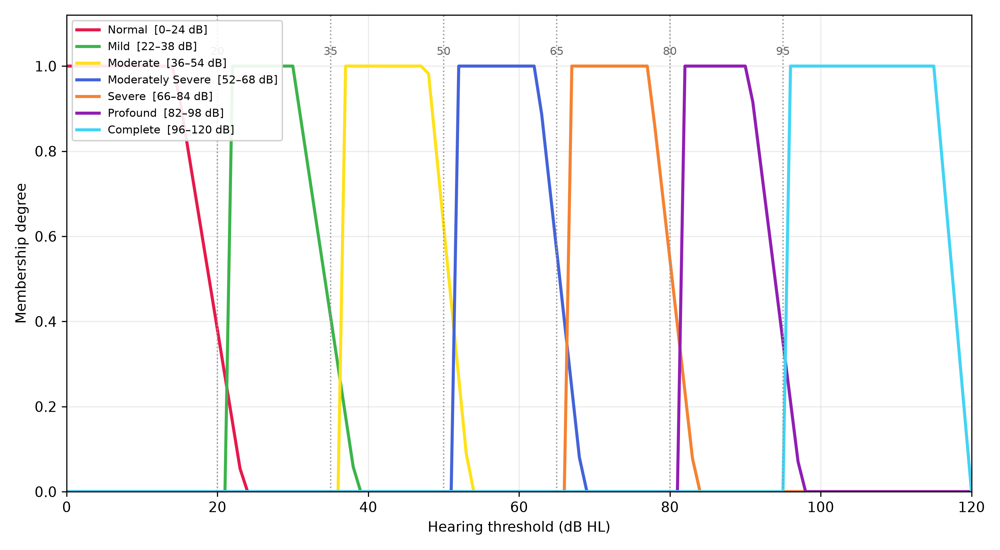 Normal  [0–24 dB]
Mild  [22–38 dB]
Moderate  [36–54 dB]
Moderately Severe  [52–68 dB]
Severe  [66–84 dB]
Profound  [82–98 dB]
Complete  [96–120 dB]
20 35 50 65 80 95
1.0
0.8
0.6
0.4
0.2
0.0
Membership degree
0 20 40 60 80 100 120
Hearing threshold (dB HL)